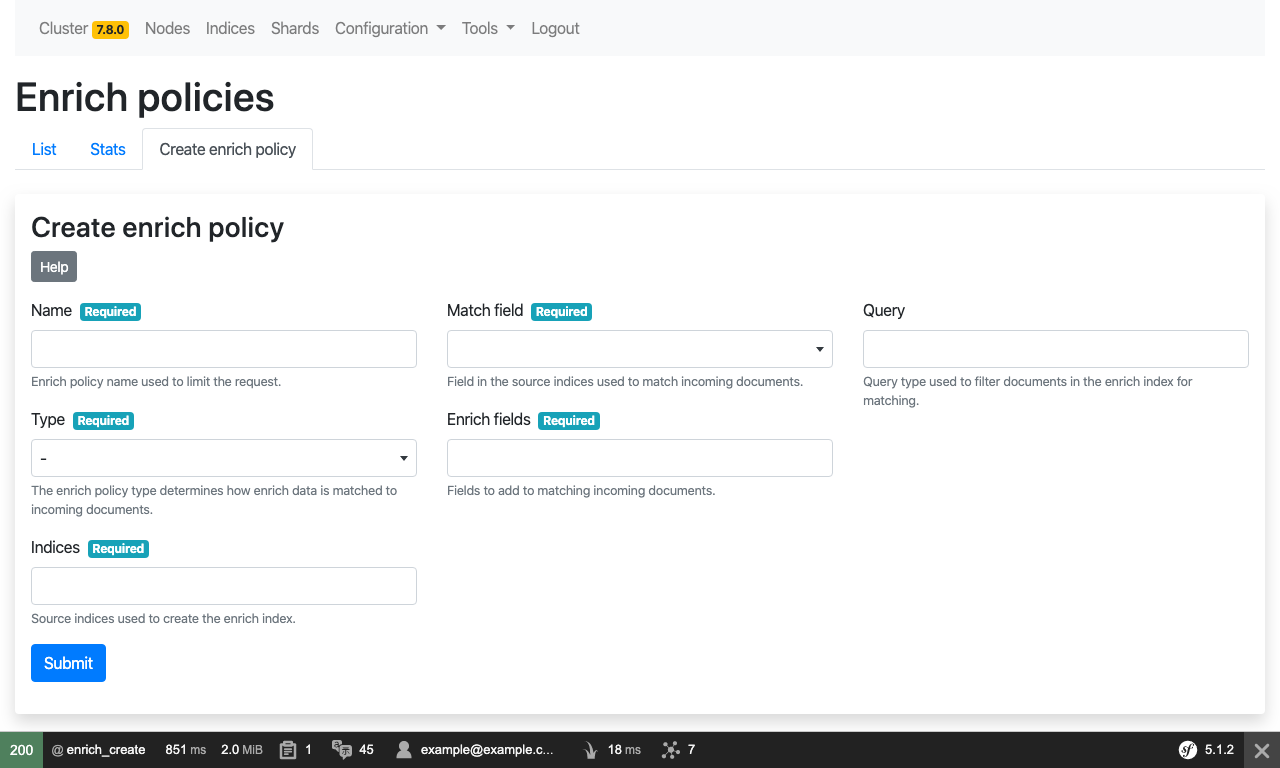 Cluster 7.8.0 Nodes Indices Shards Configuration Tools Logout
Enrich policies
List Stats Create enrich policy
Create enrich policy
Help
Name Required
Enrich policy name used to limit the request.
Type Required
-
The enrich policy type determines how enrich data is matched to
incoming documents.
Indices Required
Source indices used to create the enrich index.
Match field Required
Field in the source indices used to match incoming documents.
Enrich fields Required
Fields to add to matching incoming documents.
Query
Query type used to filter documents in the enrich index for
matching.
Submit
200 @ enrich_create 851 ms 2.0 MiB 1 45 example@example.c... 18 ms 7 sf 5.1.2